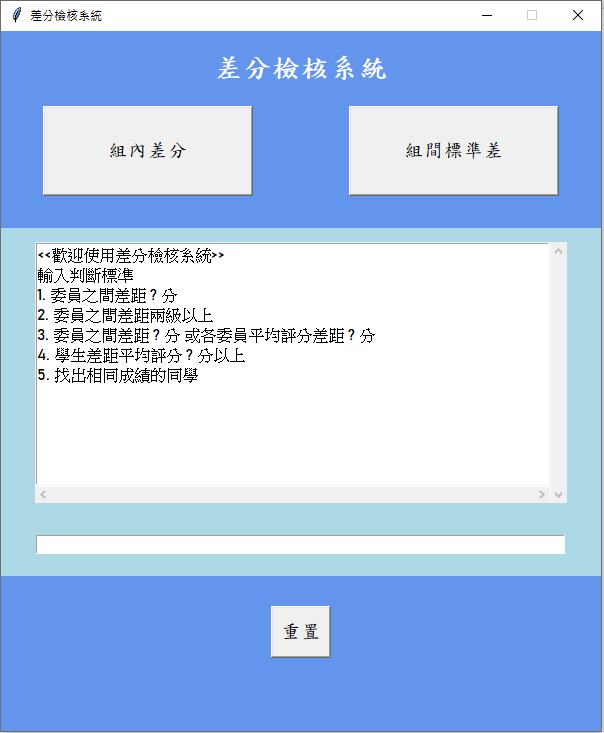 差分檢核系統
差分檢核系統
組內差分
組間標準差
<<歡迎使用差分檢核系統>>
輸入判斷標準
1. 委員之間差距 ? 分
2. 委員之間差距兩級以上
3. 委員之間差距 ? 分 或各委員平均評分差距 ? 分
4. 學生差距平均評分 ? 分以上
5. 找出相同成績的同學
重置